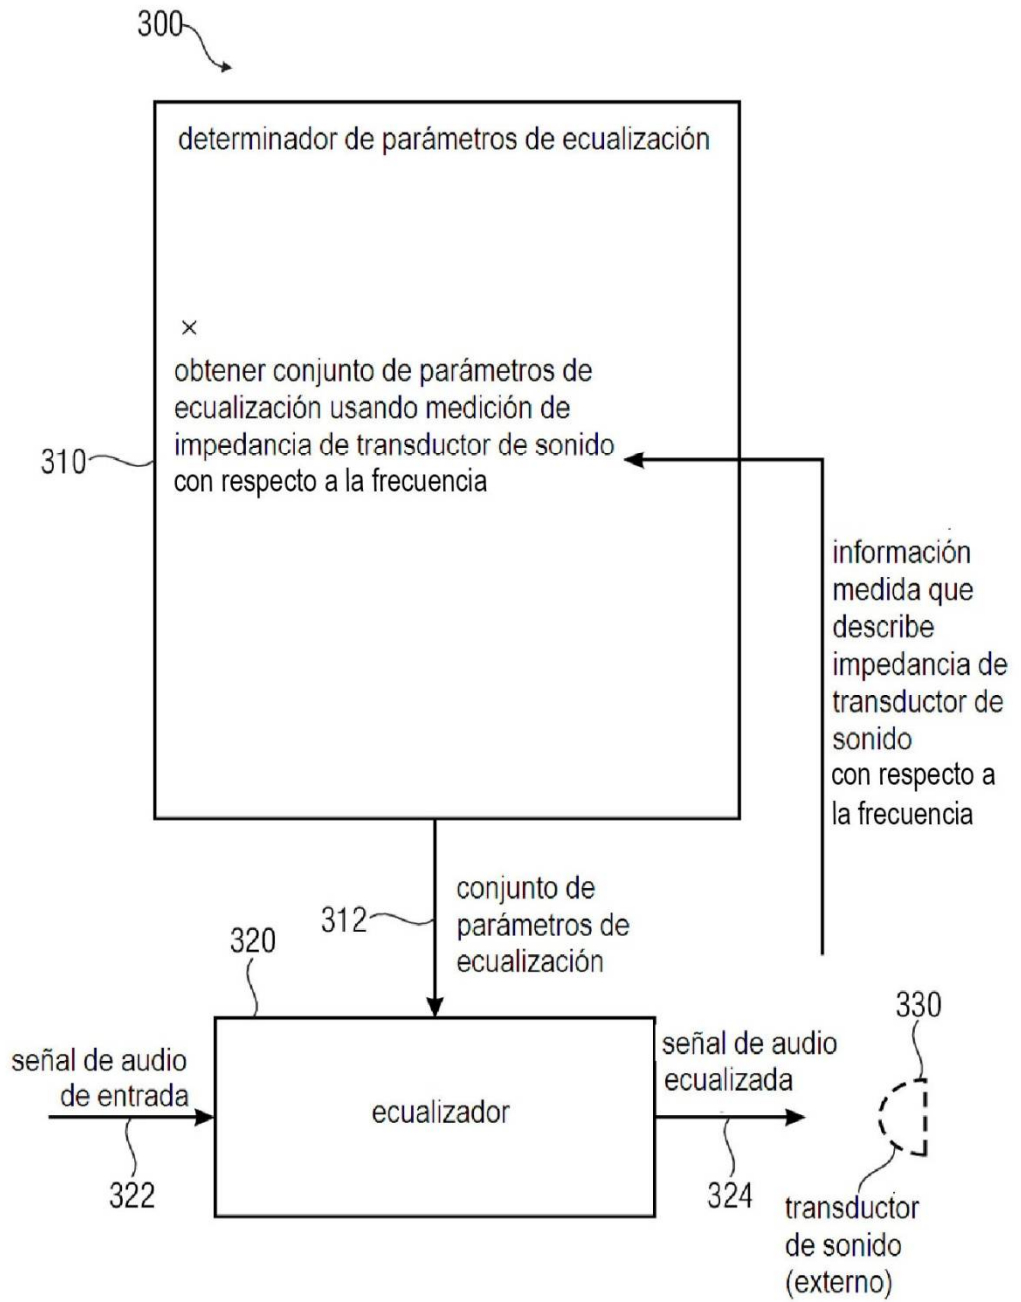 300
determinador de parámetros de ecualización
×
obtener conjunto de parámetros de
ecualización usando medición de
impedancia de transductor de sonido
con respecto a la frecuencia
310
información
medida que
describe
impedancia de
transductor de
sonido
con respecto a
la frecuencia
312
conjunto de
parámetros de
ecualización
320
330
señal de audio
de entrada
ecualizador
señal de audio
ecualizada
322
324
transductor
de sonido
(externo)